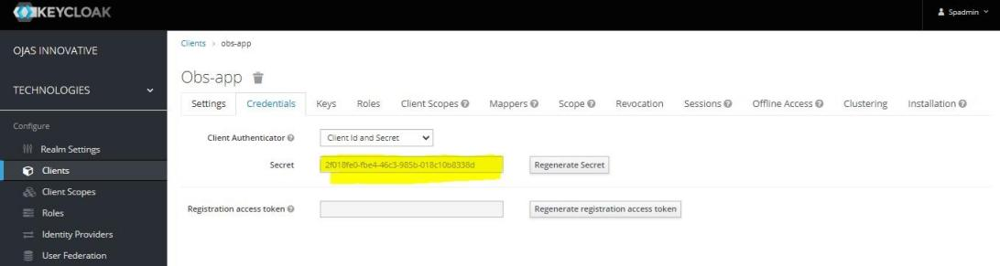 KEYCLOAK
Spadmin
OJAS INNOVATIVE
TECHNOLOGIES
Configure
Realm Settings
Clients
Client Scopes
Roles
Identity Providers
User Federation
Clients > obs-app
Obs-app
Settings Credentials Keys Roles Client Scopes Mappers Scope Revocation Sessions Offline Access Clustering Installation
Client Authenticator Client Id and Secret
Secret 2f018fe0-fbe4-46c3-985b-018c10b8338d Regenerate Secret
Registration access token Regenerate registration access token